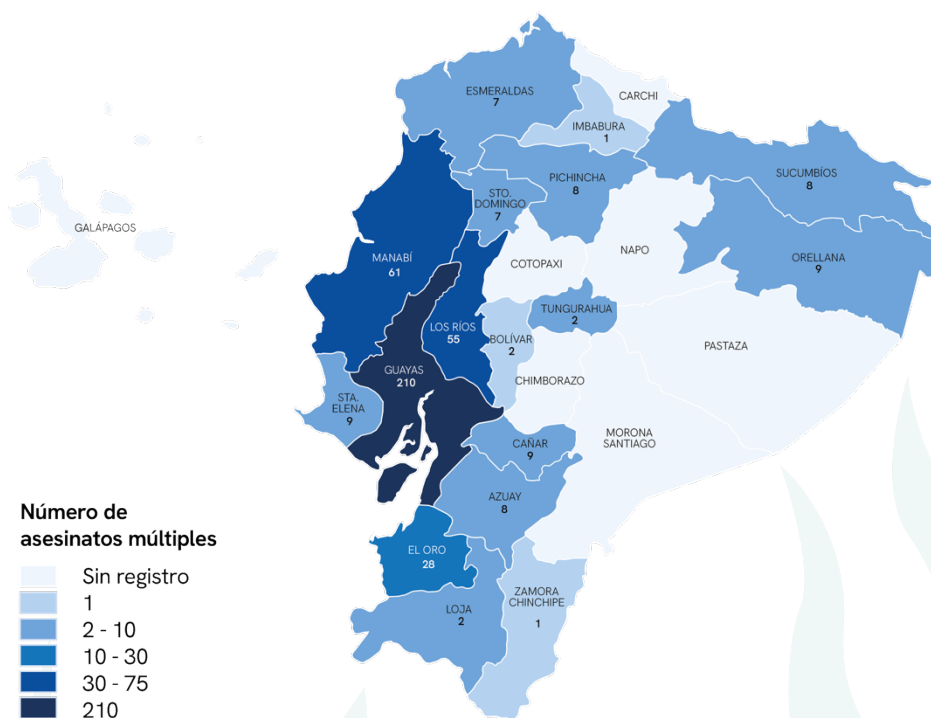 CARCHI
ESMERALDAS
7
IMBABURA
1
SUCUMBÍOS
8
PICHINCHA
8
STO.
DOMINGO
7
GALÁPAGOS
NAPO
MANABÍ
61
COTOPAXI
ORELLANA
9
TUNGURAHUA
2
LOS RÍOS
55
BOLÍVAR
2
PASTAZA
GUAYAS
210
CHIMBORAZO
STA.
ELENA
9
MORONA
SANTIAGO
CAÑAR
9
AZUAY
8
EL ORO
28
ZAMORA
CHINCHIPE
1
LOJA
2
Número de
asesinatos múltiples
Sin registro
1
2 - 10
10 - 30
30 - 75
210